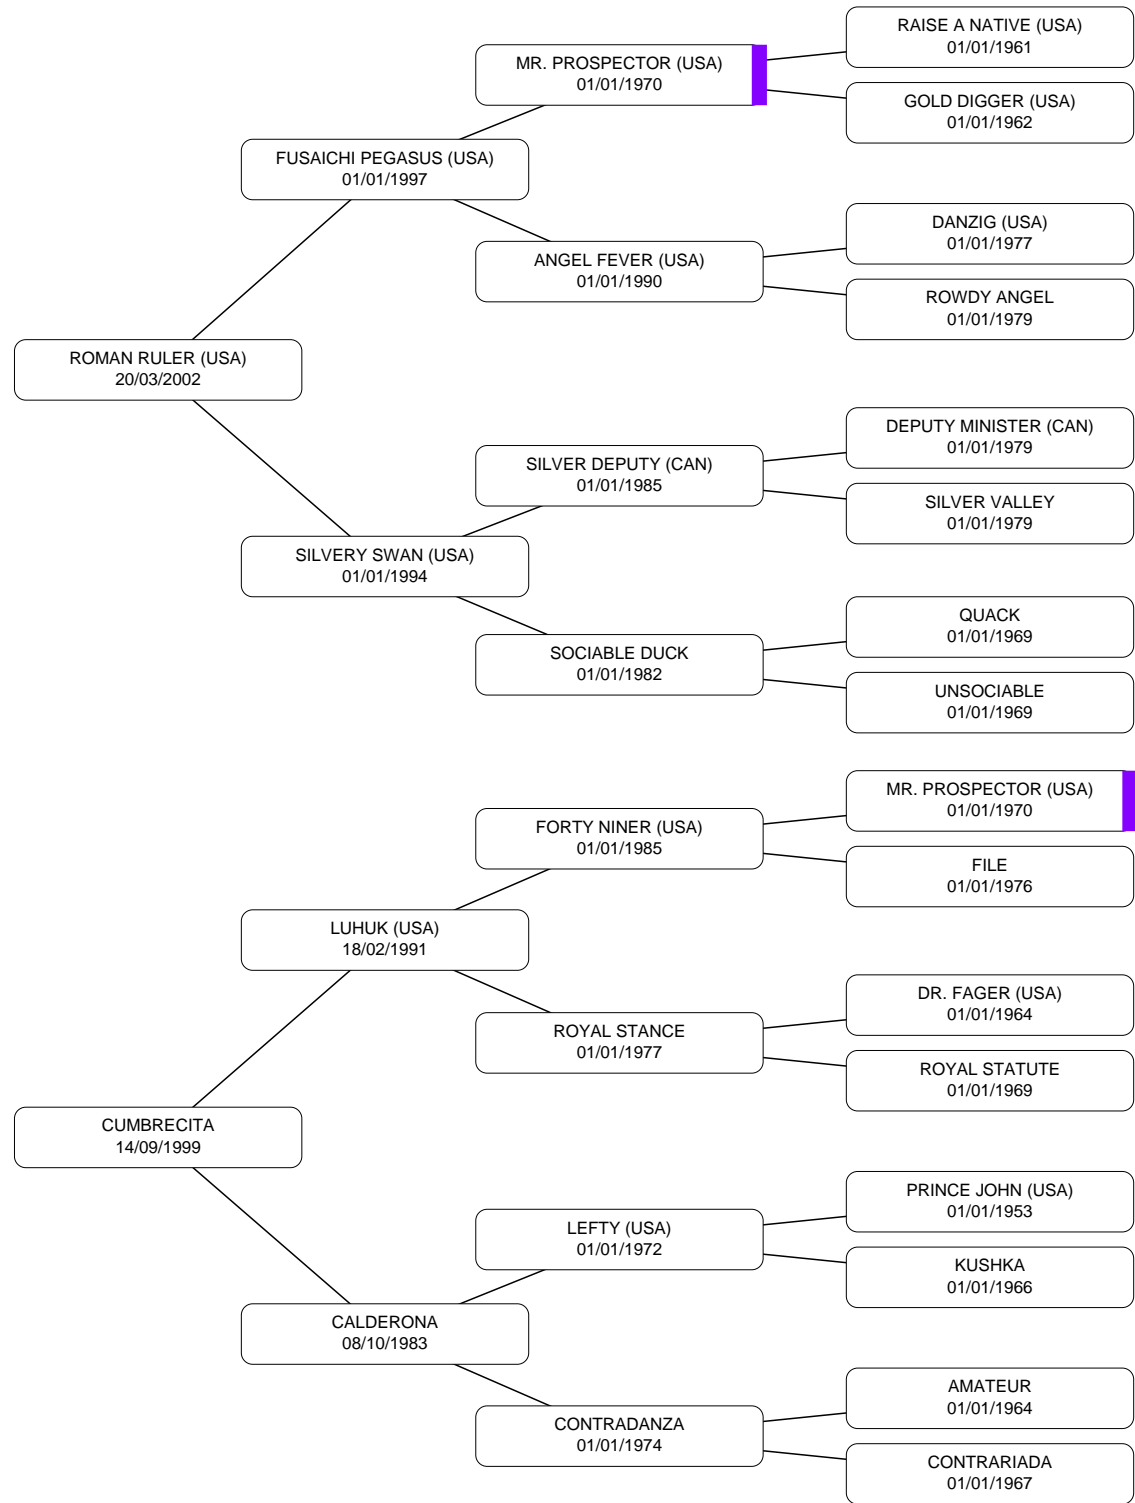 RAISE A NATIVE (USA)
01/01/1961
MR. PROSPECTOR (USA)
01/01/1970
GOLD DIGGER (USA)
01/01/1962
FUSAICHI PEGASUS (USA)
01/01/1997
DANZIG (USA)
01/01/1977
ANGEL FEVER (USA)
01/01/1990
ROWDY ANGEL
01/01/1979
ROMAN RULER (USA)
20/03/2002
DEPUTY MINISTER (CAN)
01/01/1979
SILVER DEPUTY (CAN)
01/01/1985
SILVER VALLEY
01/01/1979
SILVERY SWAN (USA)
01/01/1994
QUACK
01/01/1969
SOCIABLE DUCK
01/01/1982
UNSOCIABLE
01/01/1969
MR. PROSPECTOR (USA)
01/01/1970
FORTY NINER (USA)
01/01/1985
FILE
01/01/1976
LUHUK (USA)
18/02/1991
DR. FAGER (USA)
01/01/1964
ROYAL STANCE
01/01/1977
ROYAL STATUTE
01/01/1969
CUMBRECITA
14/09/1999
PRINCE JOHN (USA)
01/01/1953
LEFTY (USA)
01/01/1972
KUSHKA
01/01/1966
CALDERONA
08/10/1983
AMATEUR
01/01/1964
CONTRADANZA
01/01/1974
CONTRARIADA
01/01/1967